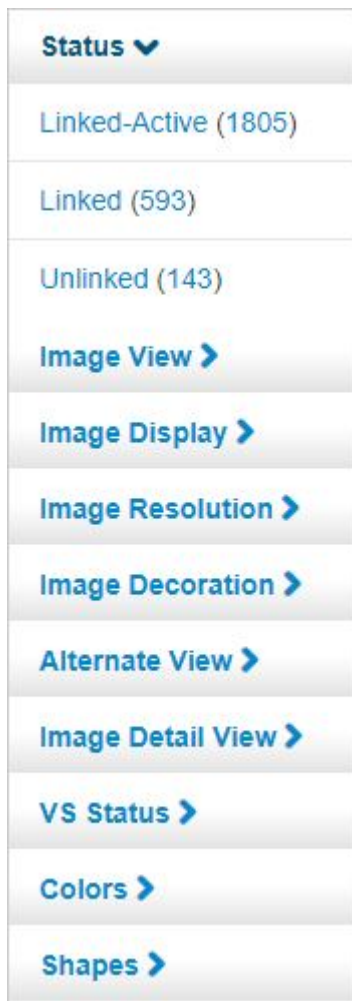 Status
Linked-Active (1805)
Linked (593)
Unlinked (143)
Image View
Image Display
Image Resolution
Image Decoration
Alternate View
Image Detail View
VS Status
Colors
Shapes